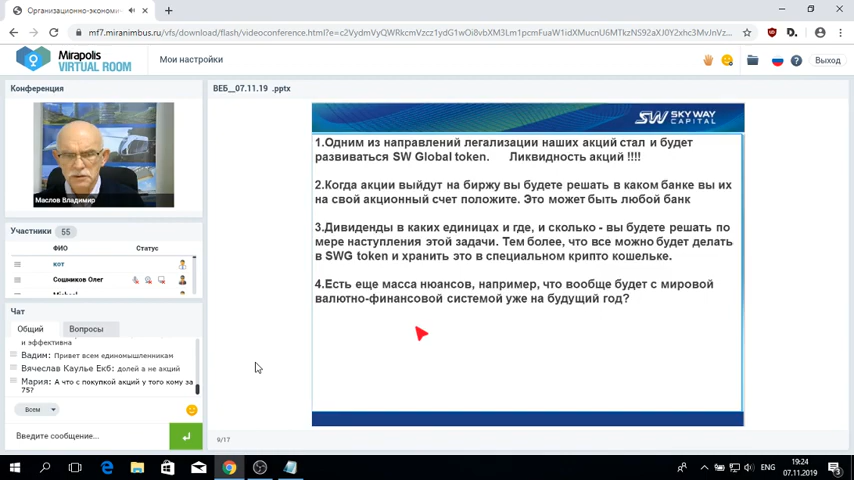 Организационно-экономи
mf7.miranimbus.ru/vfs/download/flash/videoconference.html?e=
Mirapolis
VIRTUAL ROOM
Мои настройки
Выход
Конференция
ВЕБ__07.11.19 .pptx
Маслов Владимир
SKY WAY
CAPITAL
1.Одним из направлений легализации наших акций стал и будет
развиваться SW Global token. Ликвидность акций !!!!
2.Когда акции выйдут на биржу вы будете решать в каком банке вы их
на свой акционный счет положите. Это может быть любой банк
3.Дивиденды в каких единицах и где, и сколько - вы будете решать по
мере наступления этой задачи. Тем более, что все можно будет делать
в SWG token и хранить это в специальном крипто кошельке.
4.Есть еще масса нюансов, например, что вообще будет с мировой
валютно-финансовой системой уже на будущий год?
Участники 55
ФИО Статус
кот
Сошников Олег
Michael
Чат
Общий Вопросы
и эффективна
Вадим: Привет всем единомышленникам
Вячеслав Каулье Екб: долей а не акций
Мария: А что с покупкой акций у того кому за
75?
Всем
Введите сообщение...
9/17
ENG
19:24
07.11.2019